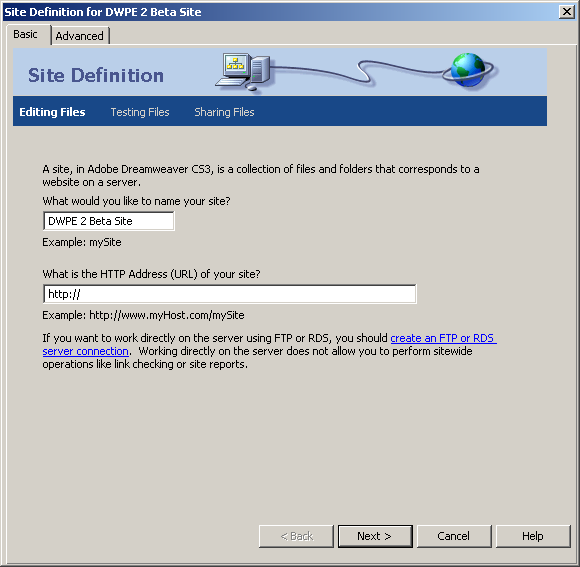 Site Definition for DWPE 2 Beta Site
Basic
Advanced
Site Definition
Editing Files
Testing Files
Sharing Files
A site, in Adobe Dreamweaver CS3, is a collection of files and folders that corresponds to a
website on a server.
What would you like to name your site?
DWPE 2 Beta Site
Example: mySite
What is the HTTP Address (URL) of your site?
http://
Example: http://www.myHost.com/mySite
If you want to work directly on the server using FTP or RDS, you should create an FTP or RDS
server connection. Working directly on the server does not allow you to perform sitewide
operations like link checking or site reports.
< Back
Next >
Cancel
Help